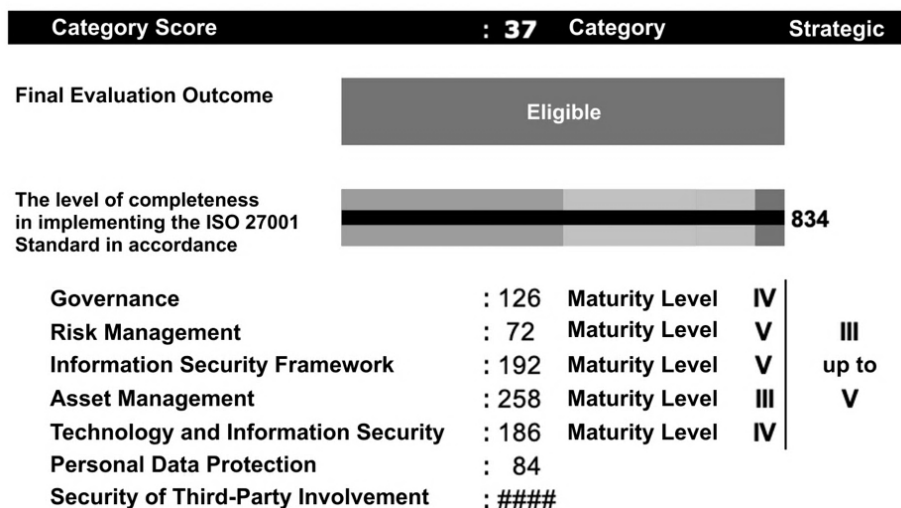 Category Score : 37 Category Strategic
Final Evaluation Outcome
Eligible
The level of completeness
in implementing the ISO 27001
Standard in accordance
834
Governance : 126 Maturity Level IV
Risk Management : 72 Maturity Level V III
Information Security Framework : 192 Maturity Level V up to
Asset Management : 258 Maturity Level III V
Technology and Information Security : 186 Maturity Level IV
Personal Data Protection : 84
Security of Third-Party Involvement : ####